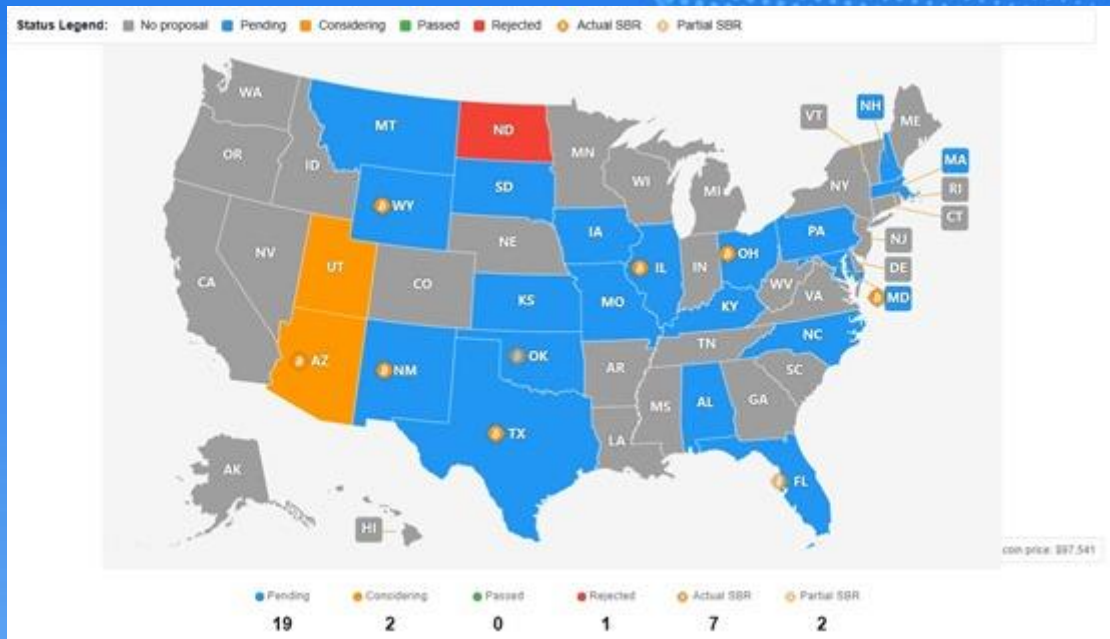 Status Legend: No proposal Pending Considering Passed Rejected Actual SBR Partial SBR
WA
MT
ND
MN
VT
NH
ME
OR
ID
SD
WI
MI
NY
MA
RI
CT
WY
IA
PA
NJ
NE
NV
UT
CO
IL
IN
OH
DE
MD
CA
KS
MO
KY
WV
VA
NC
TN
AZ
NM
OK
AR
SC
MS
AL
GA
TX
LA
FL
AK
HI
coin price: $97,541
Pending Considering Passed Rejected Actual SBR Partial SBR
19 2 0 1 7 2